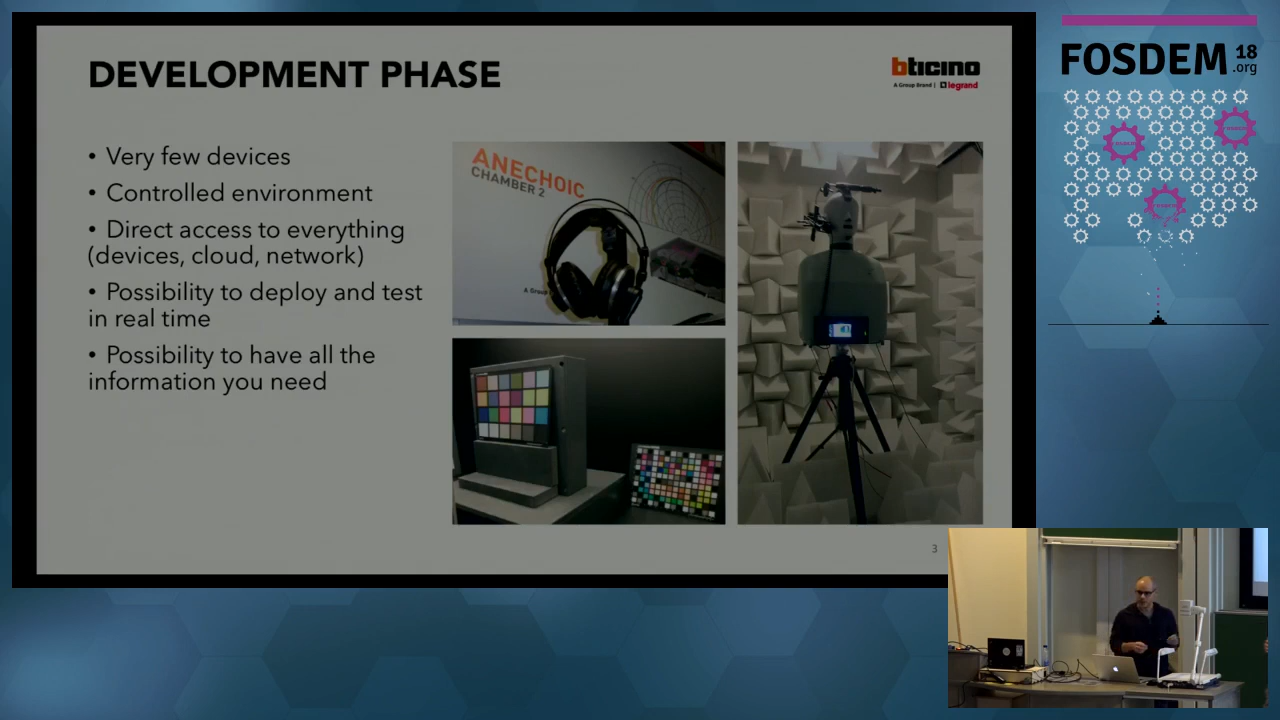 DEVELOPMENT PHASE
bticino
A Group Brand | legrand
• Very few devices
• Controlled environment
• Direct access to everything
(devices, cloud, network)
• Possibility to deploy and test
in real time
• Possibility to have all the
information you need
ANECHOIC
CHAMBER 2
A Group
3
FOSDEM 18
.org